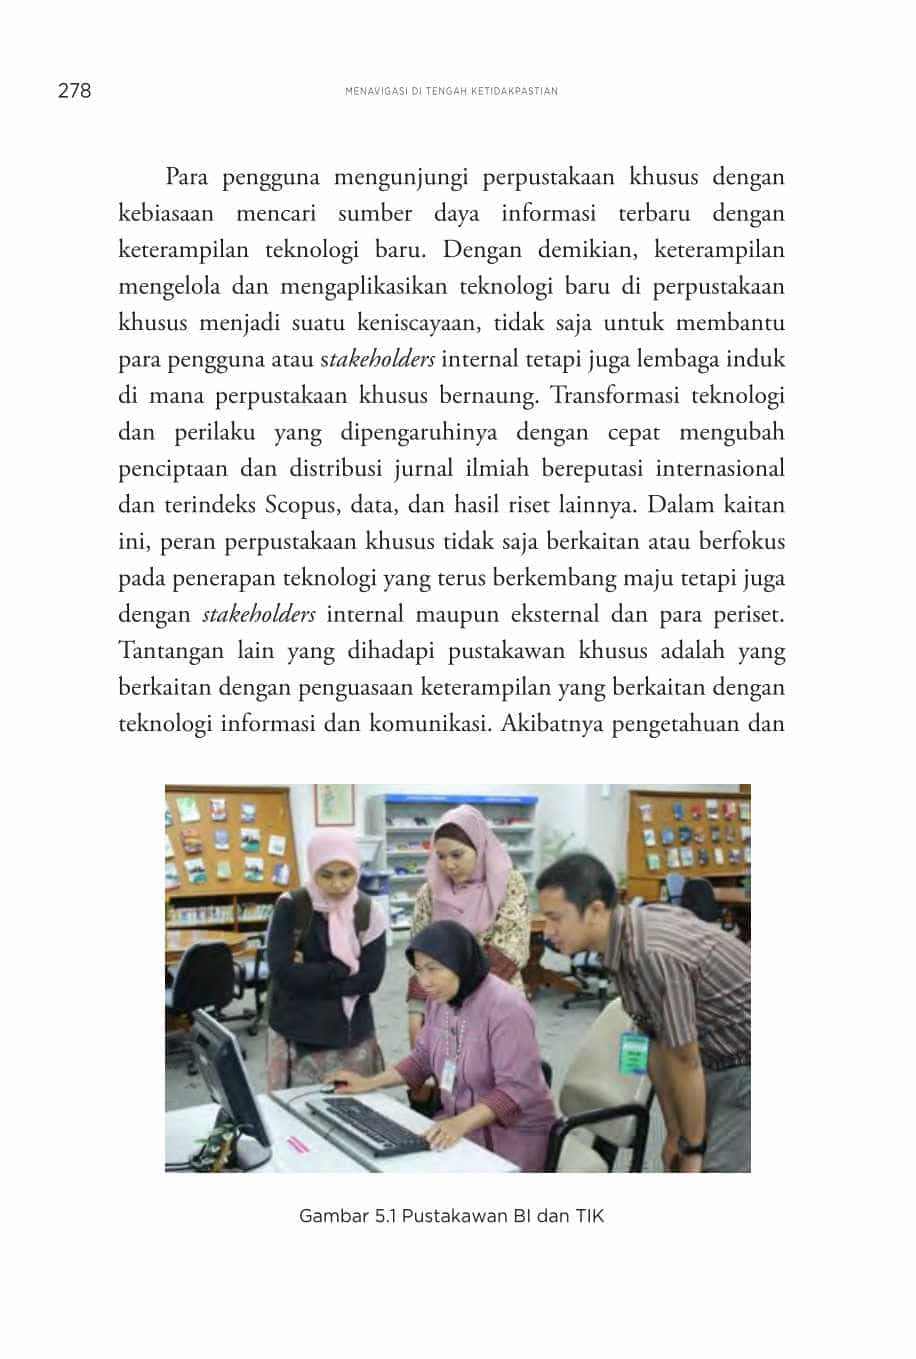 278
MENAVIGASI DI TENGAH KETIDAKPASTIAN
Para pengguna mengunjungi perpustakaan khusus dengan
kebiasaan mencari sumber daya informasi terbaru dengan
keterampilan teknologi baru. Dengan demikian, keterampilan
mengelola dan mengaplikasikan teknologi baru di perpustakaan
khusus menjadi suatu keniscayaan, tidak saja untuk membantu
para pengguna atau stakeholders internal tetapi juga lembaga induk
di mana perpustakaan khusus bernaung. Transformasi teknologi
dan perilaku yang dipengaruhinya dengan cepat mengubah
penciptaan dan distribusi jurnal ilmiah bereputasi internasional
dan terindeks Scopus, data, dan hasil riset lainnya. Dalam kaitan
ini, peran perpustakaan khusus tidak saja berkaitan atau berfokus
pada penerapan teknologi yang terus berkembang maju tetapi juga
dengan stakeholders internal maupun eksternal dan para periset.
Tantangan lain yang dihadapi pustakawan khusus adalah yang
berkaitan dengan penguasaan keterampilan yang berkaitan dengan
teknologi informasi dan komunikasi. Akibatnya pengetahuan dan
Gambar 5.1 Pustakawan BI dan TIK